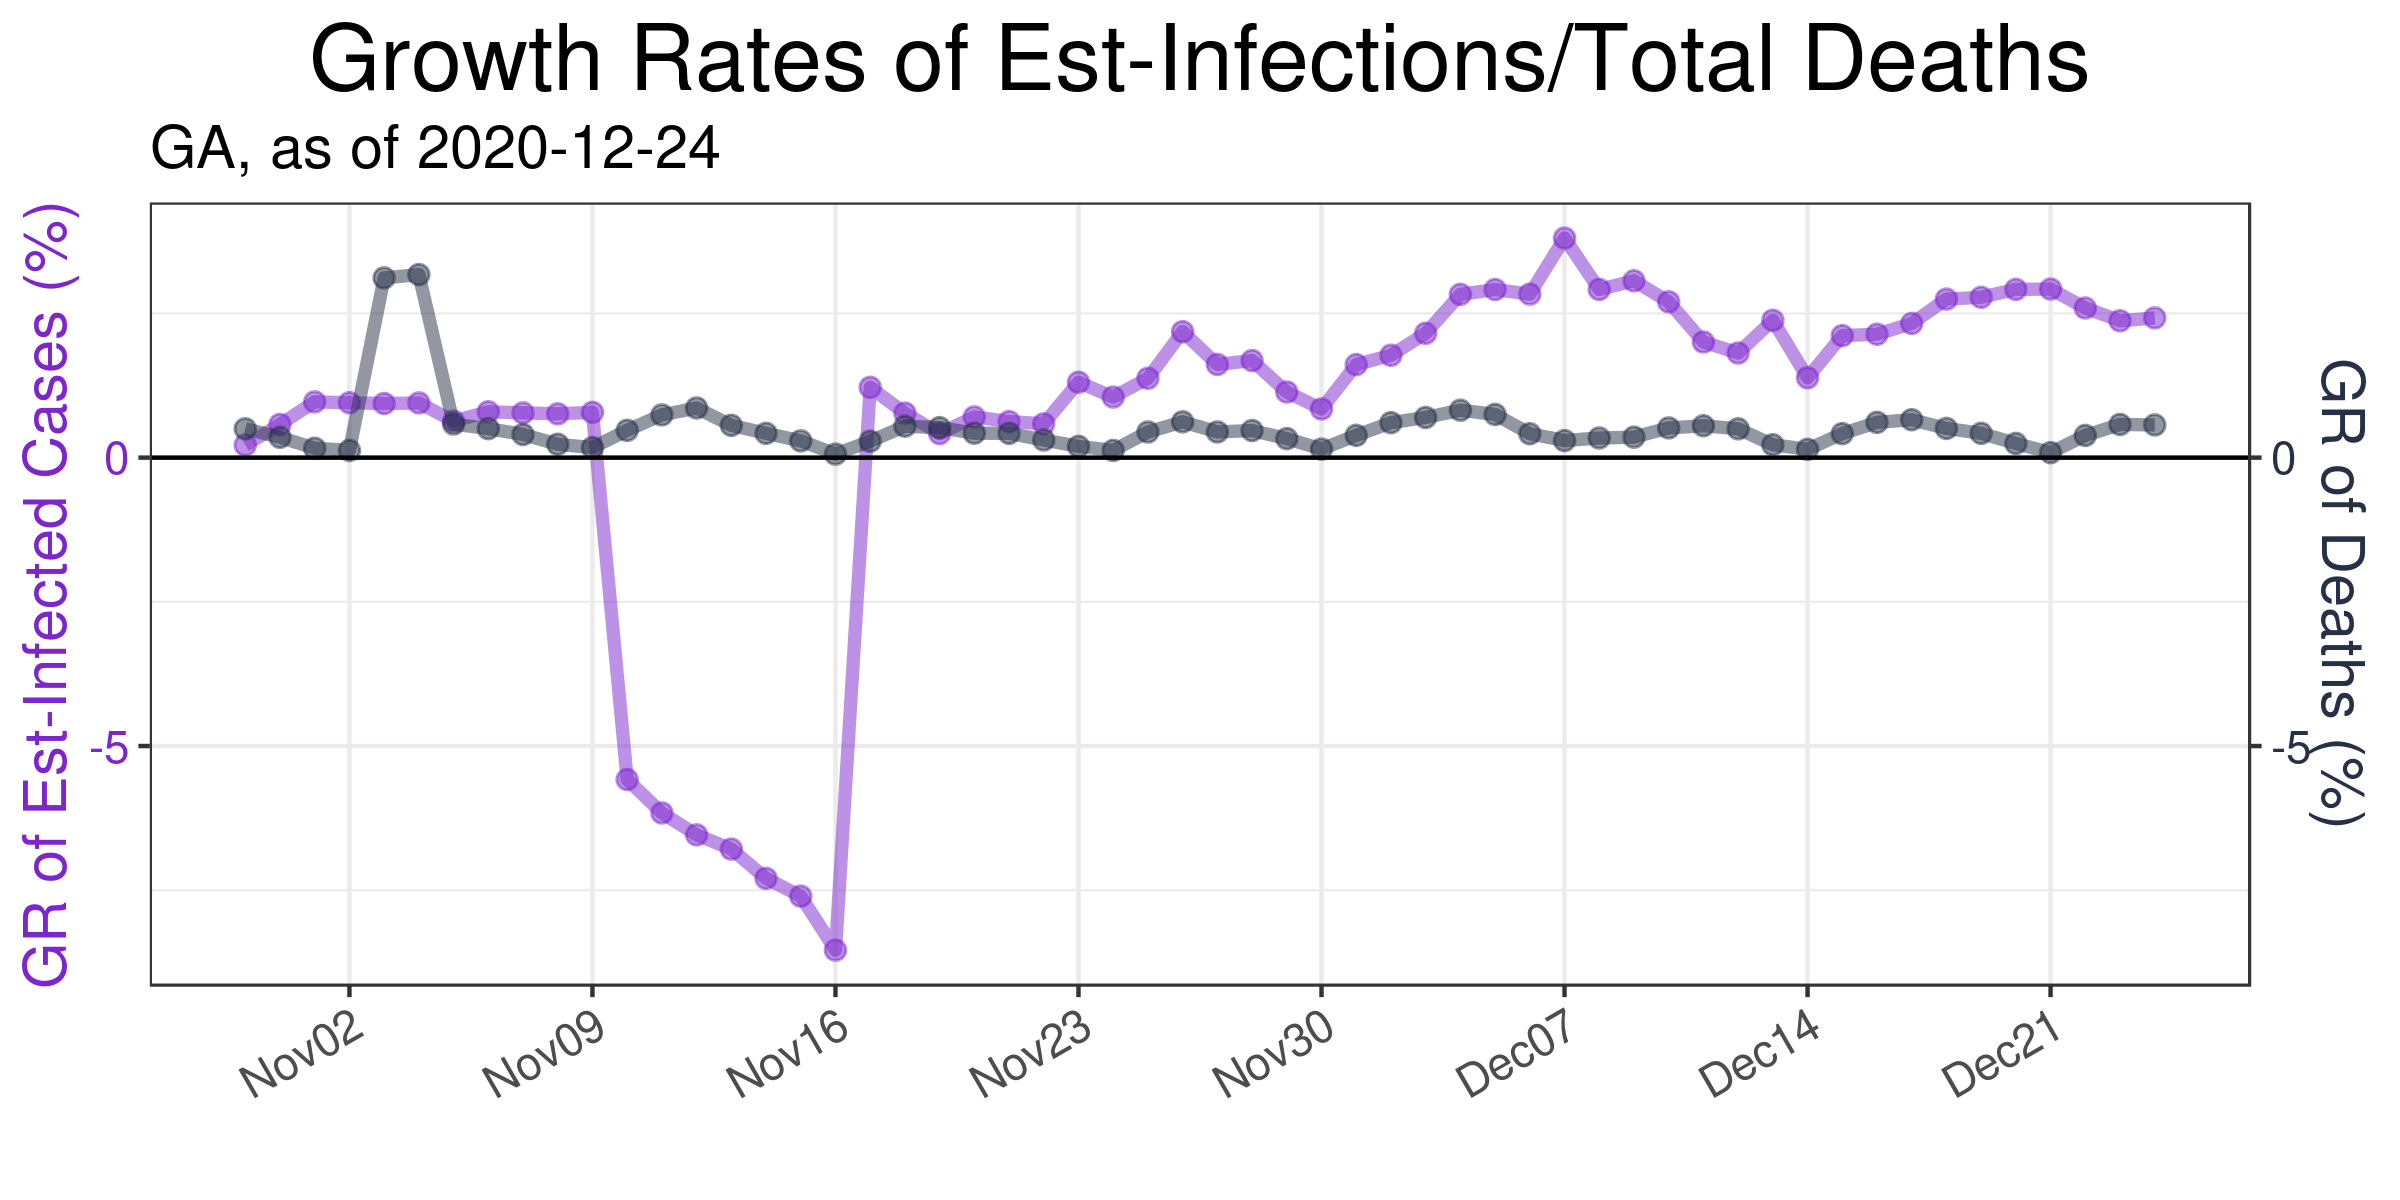 Growth Rates of Est-Infections/Total Deaths
GA, as of 2020-12-24
GR of Est-Infected Cases (%)
0
-5
0
-5
GR of Deaths (%)
Nov02
Nov09
Nov16
Nov23
Nov30
Dec07
Dec14
Dec21